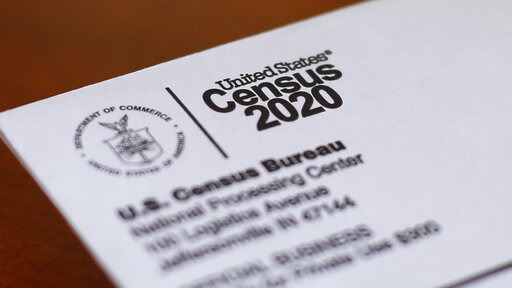 United States®
Census
2020
DEPARTMENT OF COMMERCE
U.S. Census Bureau
National Processing Center
100 Logistics Avenue
Jeffersonville IN 47144
OFFICIAL BUSINESS
for Private Use $300